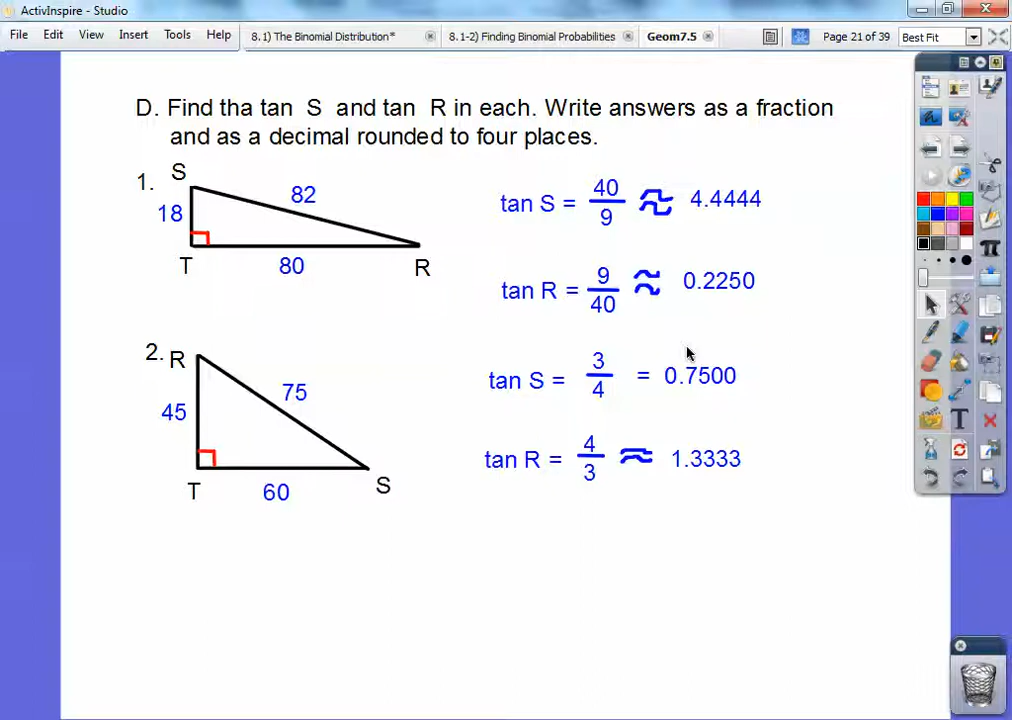 ActivInspire - Studio
File Edit View Insert Tools Help 8.1) The Binomial Distribution* 8.1-2) Finding Binomial Probabilities Geom7.5 Page 21 of 39 Best Fit
D. Find tha tan S and tan R in each. Write answers as a fraction
and as a decimal rounded to four places.
1. S
18
82
T
80
R
tan S = 40/9 ≈ 4.4444
tan R = 9/40 ≈ 0.2250
2. R
45
75
T
60
S
tan S = 3/4 = 0.7500
tan R = 4/3 ≈ 1.3333